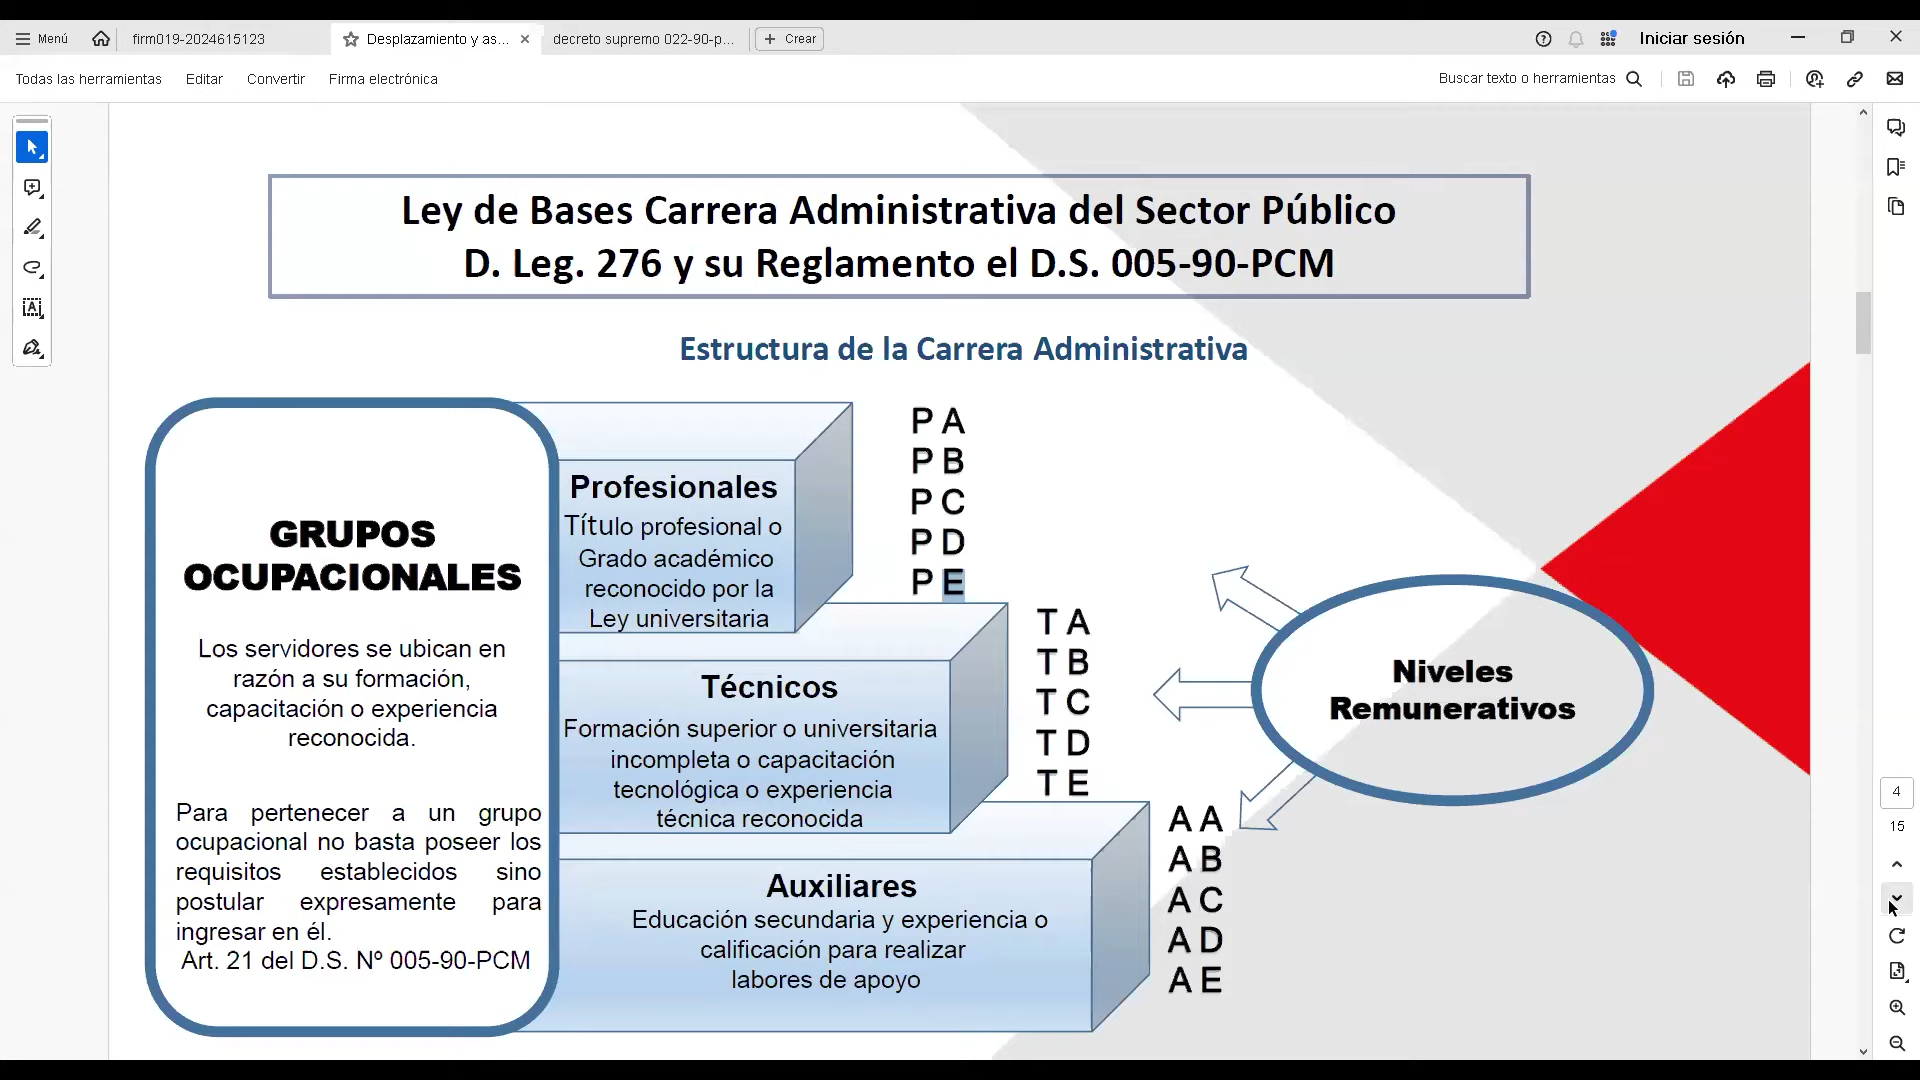 Menú
firm019-2024615123
Desplazamiento y as...
decreto supremo 022-90-p...
Crear
Iniciar sesión
Todas las herramientas
Editar
Convertir
Firma electrónica
Buscar texto o herramientas
Ley de Bases Carrera Administrativa del Sector Público
D. Leg. 276 y su Reglamento el D.S. 005-90-PCM
Estructura de la Carrera Administrativa
GRUPOS
OCUPACIONALES
Los servidores se ubican en
razón a su formación,
capacitación o experiencia
reconocida.
Para pertenecer a un grupo
ocupacional no basta poseer los
requisitos establecidos sino
postular expresamente para
ingresar en él.
Art. 21 del D.S. Nº 005-90-PCM
Profesionales
Título profesional o
Grado académico
reconocido por la
Ley universitaria
P A
P B
P C
P D
P E
Técnicos
Formación superior o universitaria
incompleta o capacitación
tecnológica o experiencia
técnica reconocida
T A
T B
T C
T D
T E
Auxiliares
Educación secundaria y experiencia o
calificación para realizar
labores de apoyo
A A
A B
A C
A D
A E
Niveles
Remunerativos
4
15